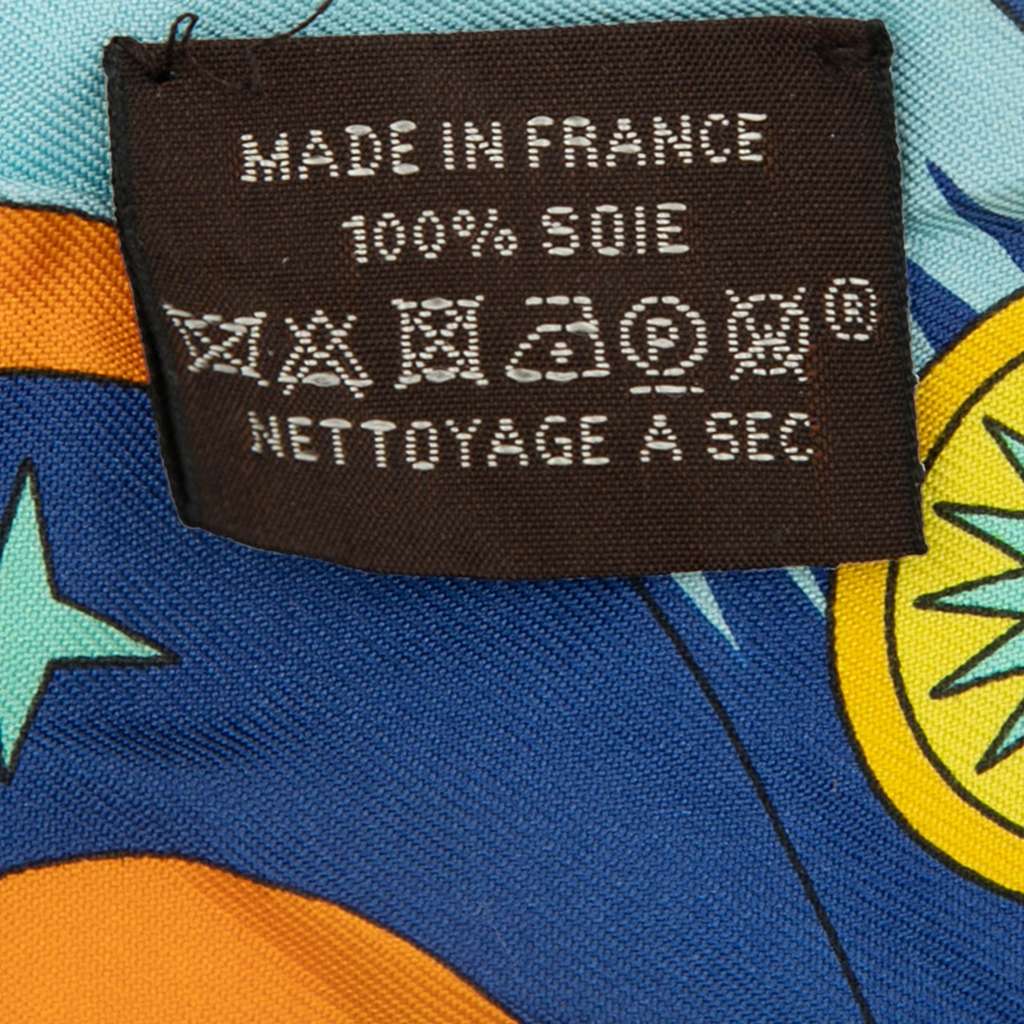 MADE IN FRANCE
100% SOIE
P W ®
NETTOYAGE A SEC